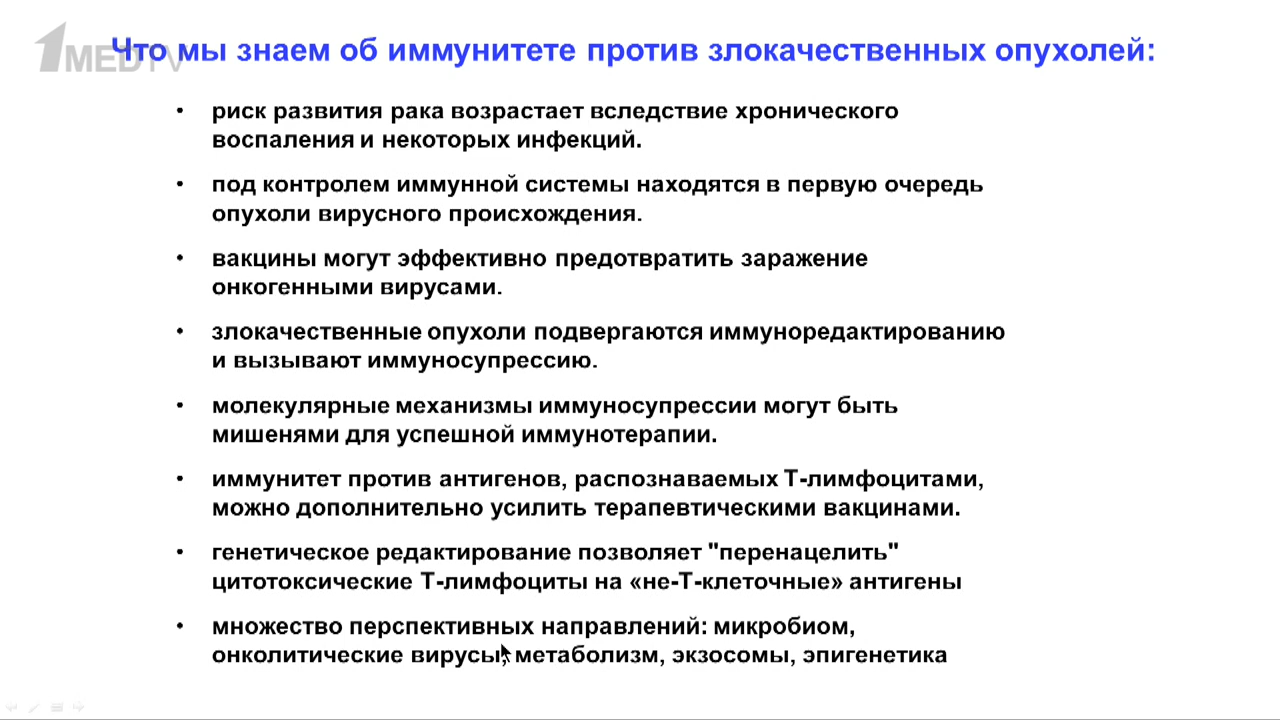 1MEDTV
Что мы знаем об иммунитете против злокачественных опухолей:
• риск развития рака возрастает вследствие хронического
воспаления и некоторых инфекций.
• под контролем иммунной системы находятся в первую очередь
опухоли вирусного происхождения.
• вакцины могут эффективно предотвратить заражение
онкогенными вирусами.
• злокачественные опухоли подвергаются иммуноредактированию
и вызывают иммуносупрессию.
• молекулярные механизмы иммуносупрессии могут быть
мишенями для успешной иммунотерапии.
• иммунитет против антигенов, распознаваемых Т-лимфоцитами,
можно дополнительно усилить терапевтическими вакцинами.
• генетическое редактирование позволяет "перенацелить"
цитотоксические Т-лимфоциты на «не-Т-клеточные» антигены
• множество перспективных направлений: микробиом,
онколитические вирусы, метаболизм, экзосомы, эпигенетика